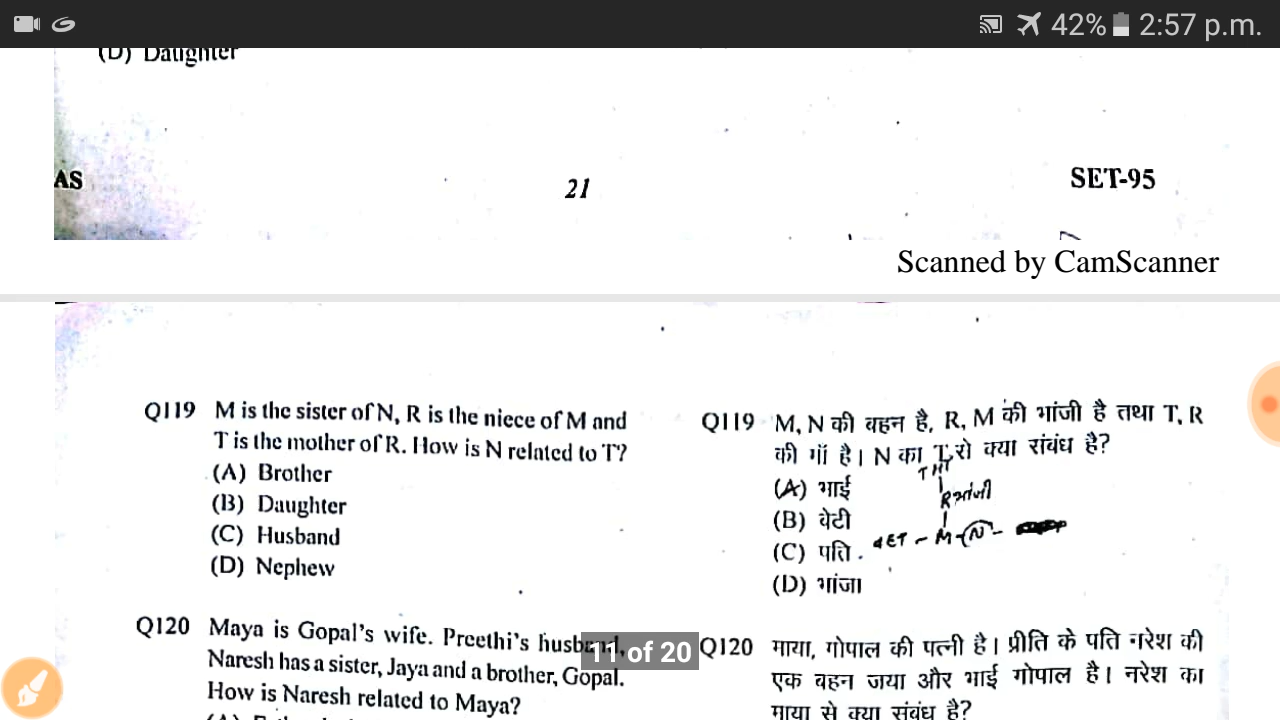 42% 2:57 p.m.
(D) Daughter
AS
21
SET-95
Scanned by CamScanner
Q119 M is the sister of N, R is the niece of M and
T is the mother of R. How is N related to T?
(A) Brother
(B) Daughter
(C) Husband
(D) Nephew
Q120 Maya is Gopal's wife. Preethi's husband,
Naresh has a sister, Jaya and a brother, Gopal.
How is Naresh related to Maya?
11 of 20
Q119 M, N की बहन है, R, M की भांजी है तथा T, R
की माँ है। N का T से क्या संबंध है?
(A) भाई
(B) बेटी
(C) पति
(D) भांजा
R भांजी
M - N -
Q120 माया, गोपाल की पत्नी है। प्रीति के पति नरेश की
एक बहन जया और भाई गोपाल है। नरेश का
माया से क्या संबंध है?